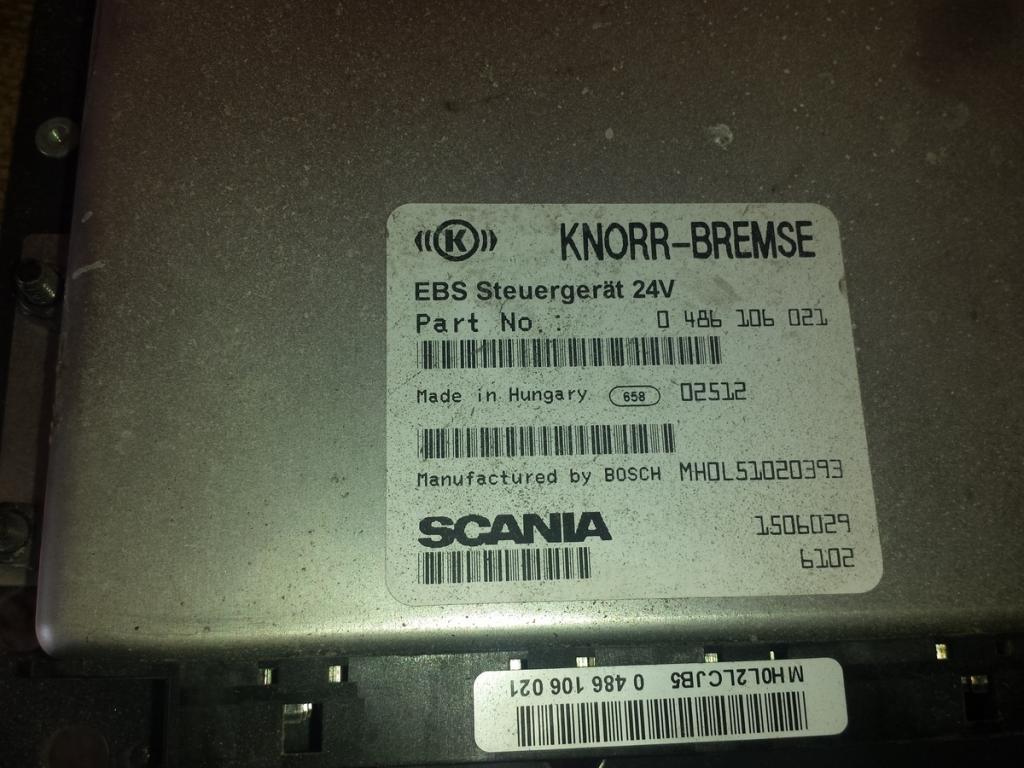 ((K)) KNORR-BREMSE
EBS Steuergerät 24V
Part No.: 0 486 106 021
Made in Hungary 658 02512
Manufactured by BOSCH MH0LS1020393
SCANIA 1506029
6102
MH0L2LCJB5 0 486 106 021